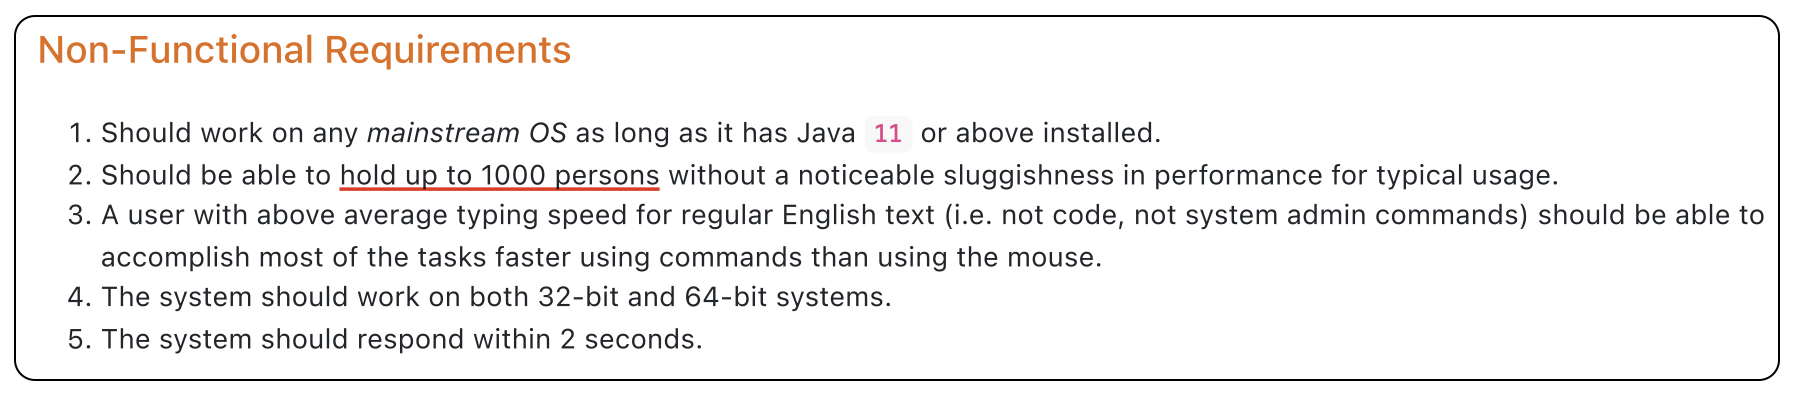 Non-Functional Requirements
1. Should work on any mainstream OS as long as it has Java 11 or above installed.
2. Should be able to hold up to 1000 persons without a noticeable sluggishness in performance for typical usage.
3. A user with above average typing speed for regular English text (i.e. not code, not system admin commands) should be able to
accomplish most of the tasks faster using commands than using the mouse.
4. The system should work on both 32-bit and 64-bit systems.
5. The system should respond within 2 seconds.